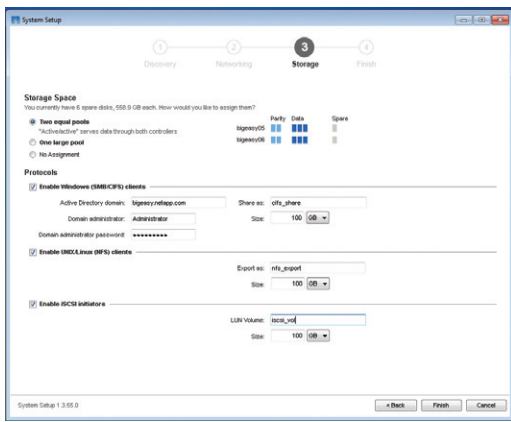 System Setup
1 2 3 4
Discovery Networking Storage Finish
Storage Space
You currently have 6 spare disks, 558.9 GB each. How would you like to assign them?
Two equal pools
"Active/active" serves data through both controllers
One large pool
No Assignment
Parity Data Spare
bigeasy05
bigeasy06
Protocols
Enable Windows (SMB/CIFS) clients
Active Directory domain: bigeasy.netapp.com Share as: cifs_share
Domain administrator: Administrator Size: 100 GB
Domain administrator password: •••••••••
Enable UNIX/Linux (NFS) clients
Export as: nfs_export
Size: 100 GB
Enable iSCSI initiators
LUN Volume: iscsi_vol
Size: 100 GB
System Setup 1.3.65.0 < Back Finish Cancel